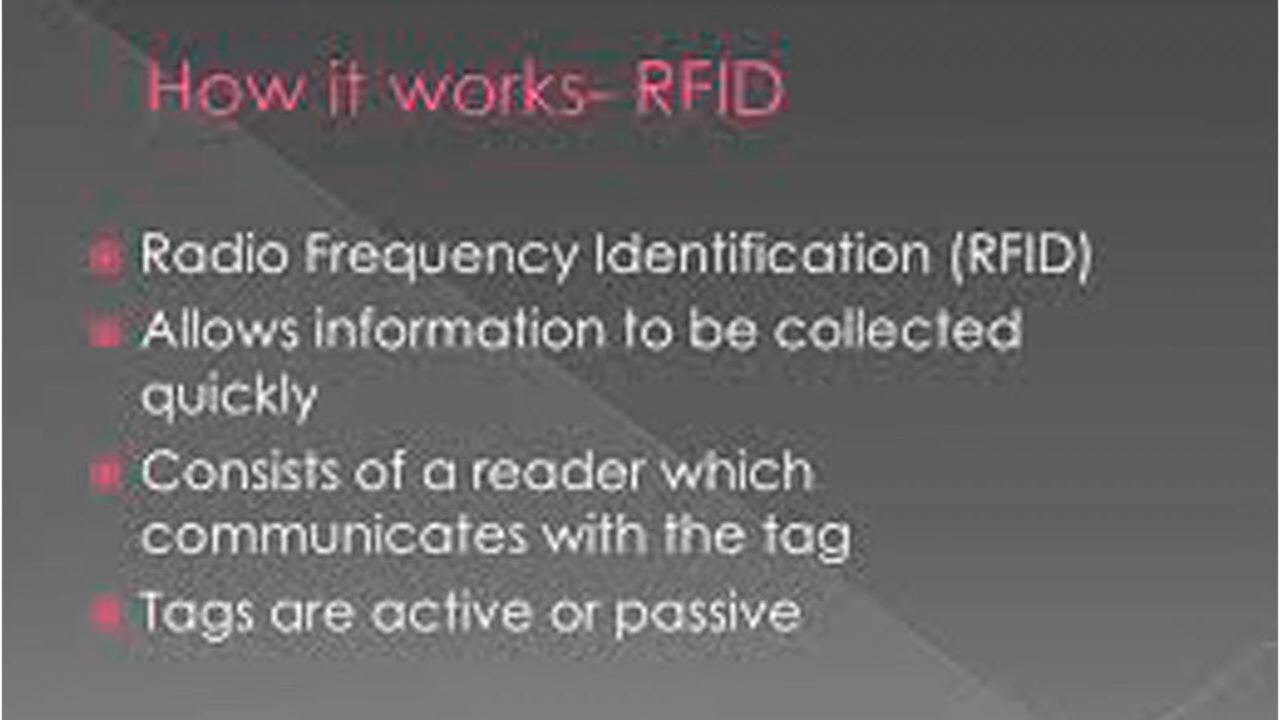 How it works- RFID
Radio Frequency Identification (RFID)
Allows information to be collected
quickly
Consists of a reader which
communicates with the tag
Tags are active or passive